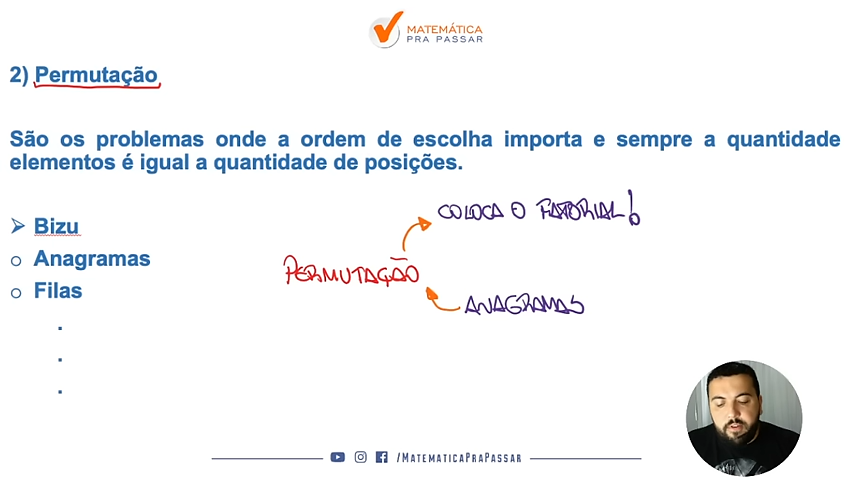 MATEMÁTICA
PRA PASSAR
2) Permutação
São os problemas onde a ordem de escolha importa e sempre a quantidade
elementos é igual a quantidade de posições.
➢ Bizu
o Anagramas
o Filas
.
.
.
COLOCA O FATORIAL!
PERMUTAÇÃO
ANAGRAMAS
/MATEMATICAPRAPASSAR